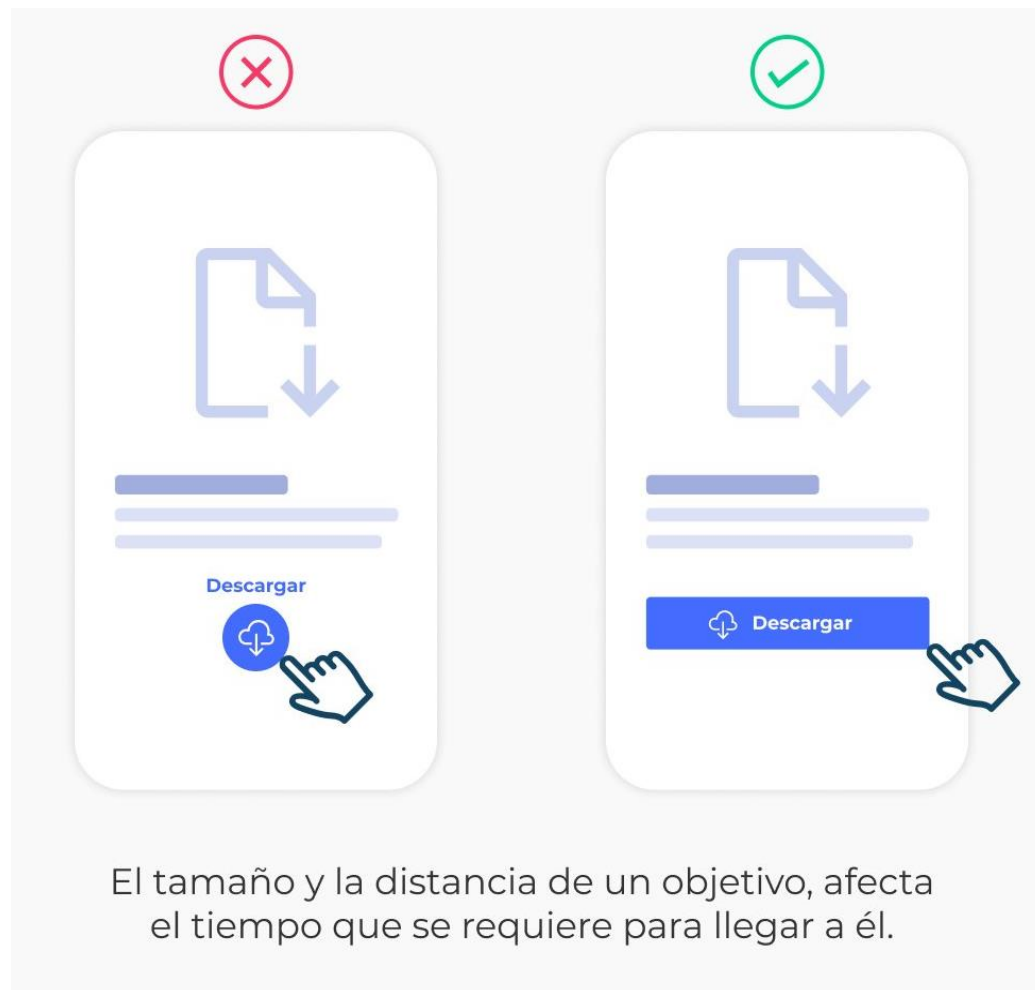 Descargar
Descargar
El tamaño y la distancia de un objetivo, afecta
el tiempo que se requiere para llegar a él.